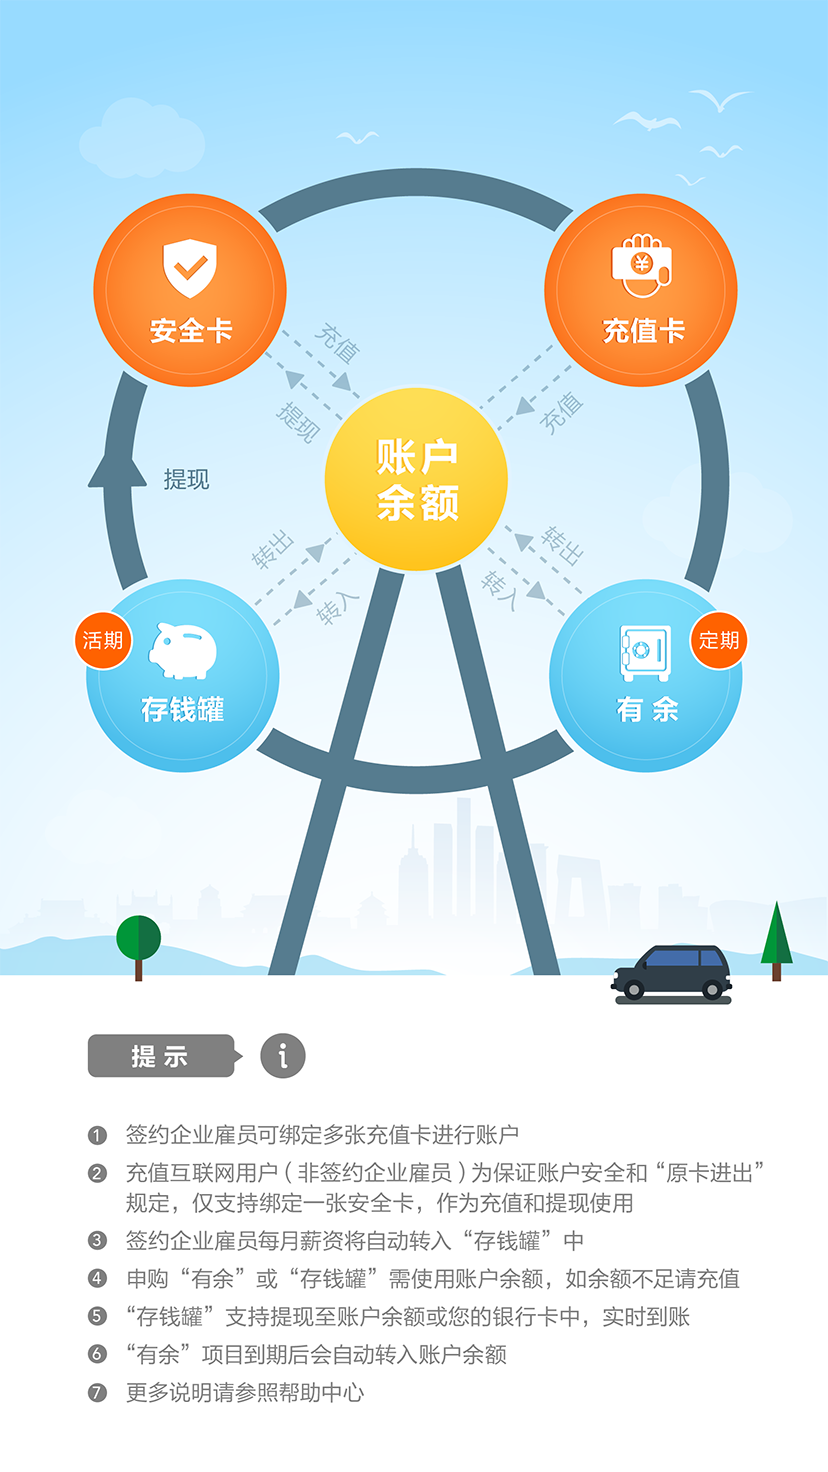 安全卡
充值卡
充值
提现
充值
账户
余额
提现
转出
转入
转入
转出
活期
存钱罐
定期
有余
提示
i
1 签约企业雇员可绑定多张充值卡进行账户
2 充值互联网用户(非签约企业雇员)为保证账户安全和“原卡进出”
规定，仅支持绑定一张安全卡，作为充值和提现使用
3 签约企业雇员每月薪资将自动转入“存钱罐”中
4 申购“有余”或“存钱罐”需使用账户余额，如余额不足请充值
5 “存钱罐”支持提现至账户余额或您的银行卡中，实时到账
6 “有余”项目到期后会自动转入账户余额
7 更多说明请参照帮助中心